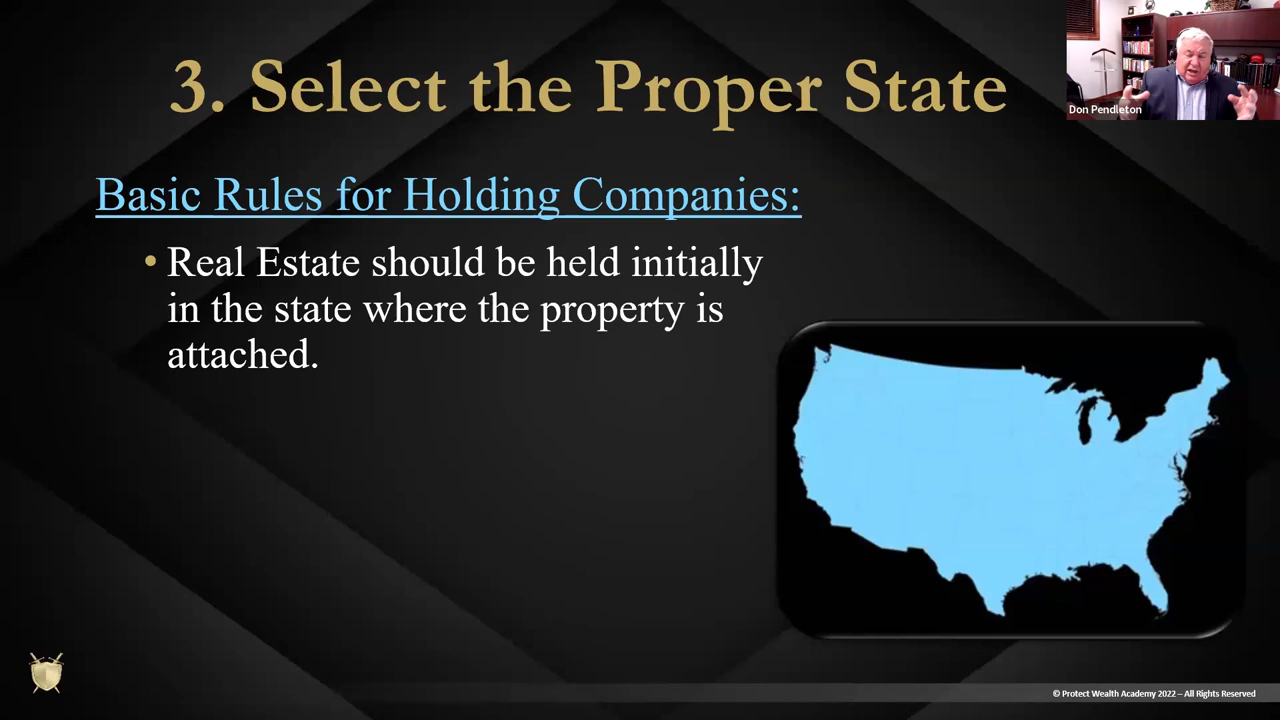 3. Select the Proper State
Don Pendleton
Basic Rules for Holding Companies:
• Real Estate should be held initially
in the state where the property is
attached.
© Protect Wealth Academy 2022 – All Rights Reserved